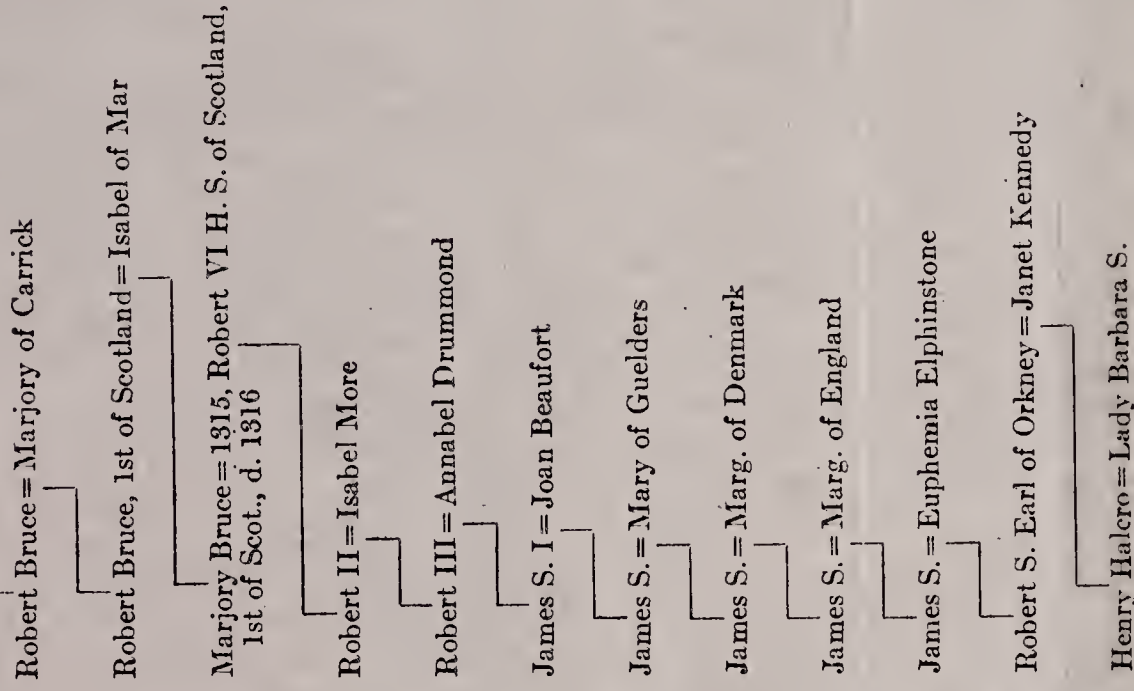 Robert Bruce = Marjory of Carrick
Robert Bruce, 1st of Scotland = Isabel of Mar
Marjory Bruce = 1315, Robert VI H. S. of Scotland,
1st of Scot., d. 1316
Robert II = Isabel More
Robert III = Annabel Drummond
James S. I = Joan Beaufort
James S. = Mary of Guelders
James S. = Marg. of Denmark
James S. = Marg. of England
James S. = Euphemia Elphinstone
Robert S. Earl of Orkney = Janet Kennedy
Henry Halcro = Lady Barbara S.